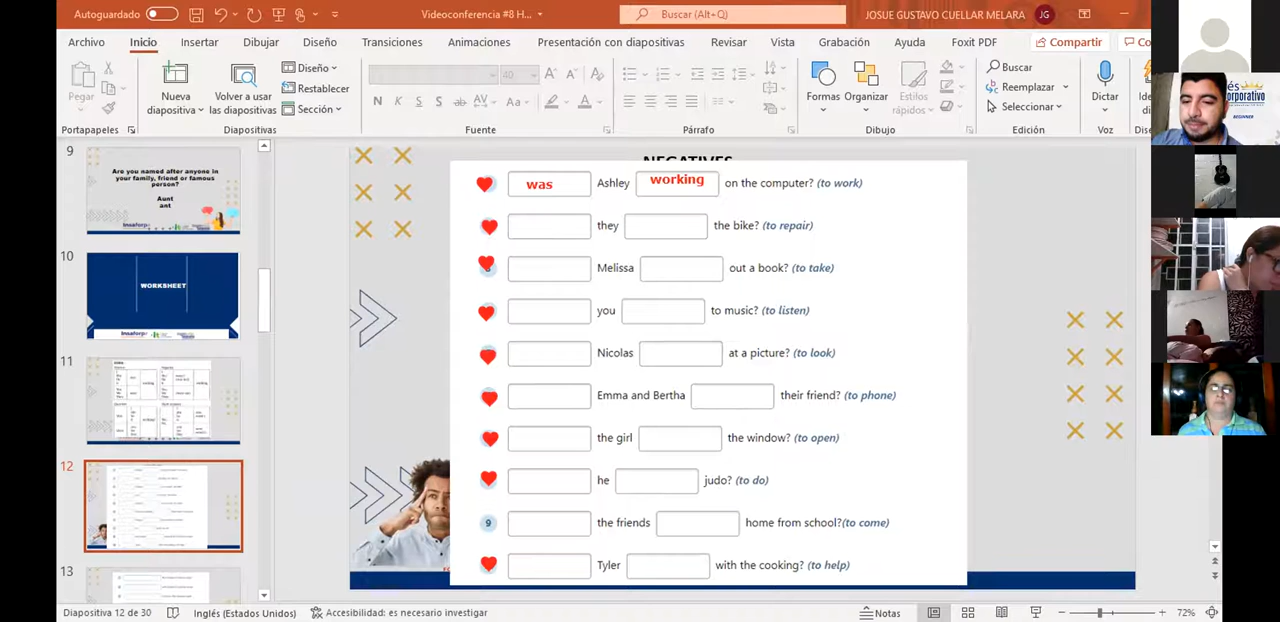 Autoguardado
Videoconferencia #8 H...
Buscar (Alt+Q)
JOSUE GUSTAVO CUELLAR MELARA JG
Archivo Inicio Insertar Dibujar Diseño Transiciones Animaciones Presentación con diapositivas Revisar Vista Grabación Ayuda Foxit PDF Compartir Co
Pegar
Nueva diapositiva
Volver a usar las diapositivas
Diseño
Restablecer
Sección
40
N K S
Formas
Organizar
Estilos rápidos
Buscar
Reemplazar
Seleccionar
Dictar
Portapapeles Diapositivas Fuente Párrafo Dibujo Edición Voz
9
Are you named after anyone in
your family, friend or famous
person?
Aunt
ant
10
WORKSHEET
11
12
13
NEGATIVES
was Ashley working on the computer? (to work)
they the bike? (to repair)
Melissa out a book? (to take)
you to music? (to listen)
Nicolas at a picture? (to look)
Emma and Bertha their friend? (to phone)
the girl the window? (to open)
judo? (to do)
9 friends home from school?(to come)
Tyler with the cooking? (to help)
BEGINNER
Diapositiva 12 de 30 Inglés (Estados Unidos) Accesibilidad: es necesario investigar Notas 72%